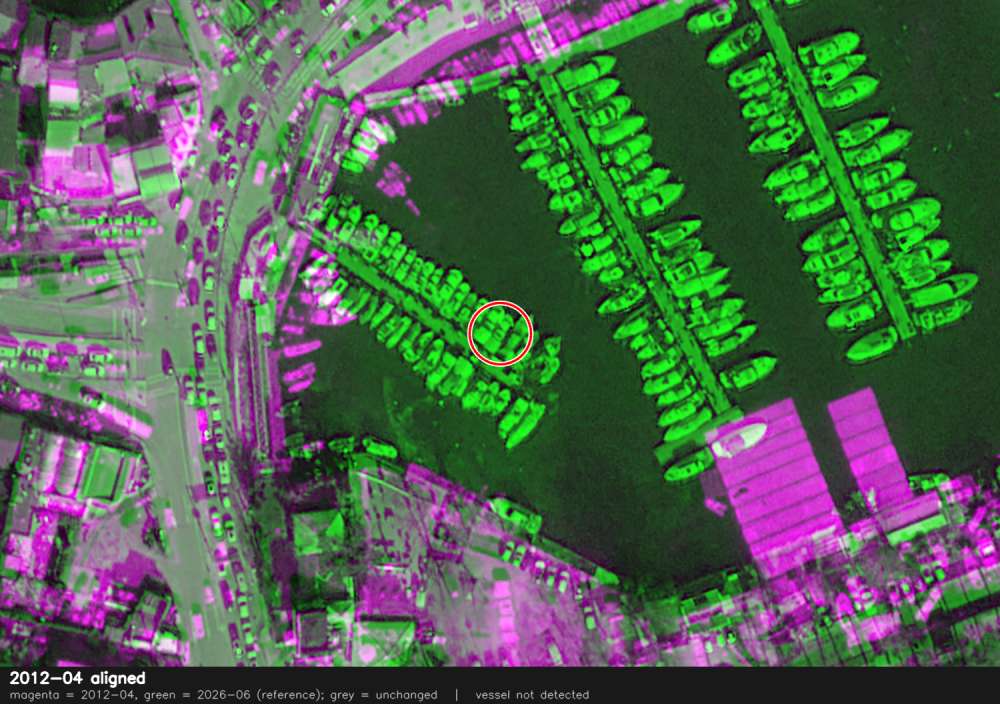 2012-04 aligned
magenta = 2012-04, green = 2026-06 (reference); grey = unchanged | vessel not detected